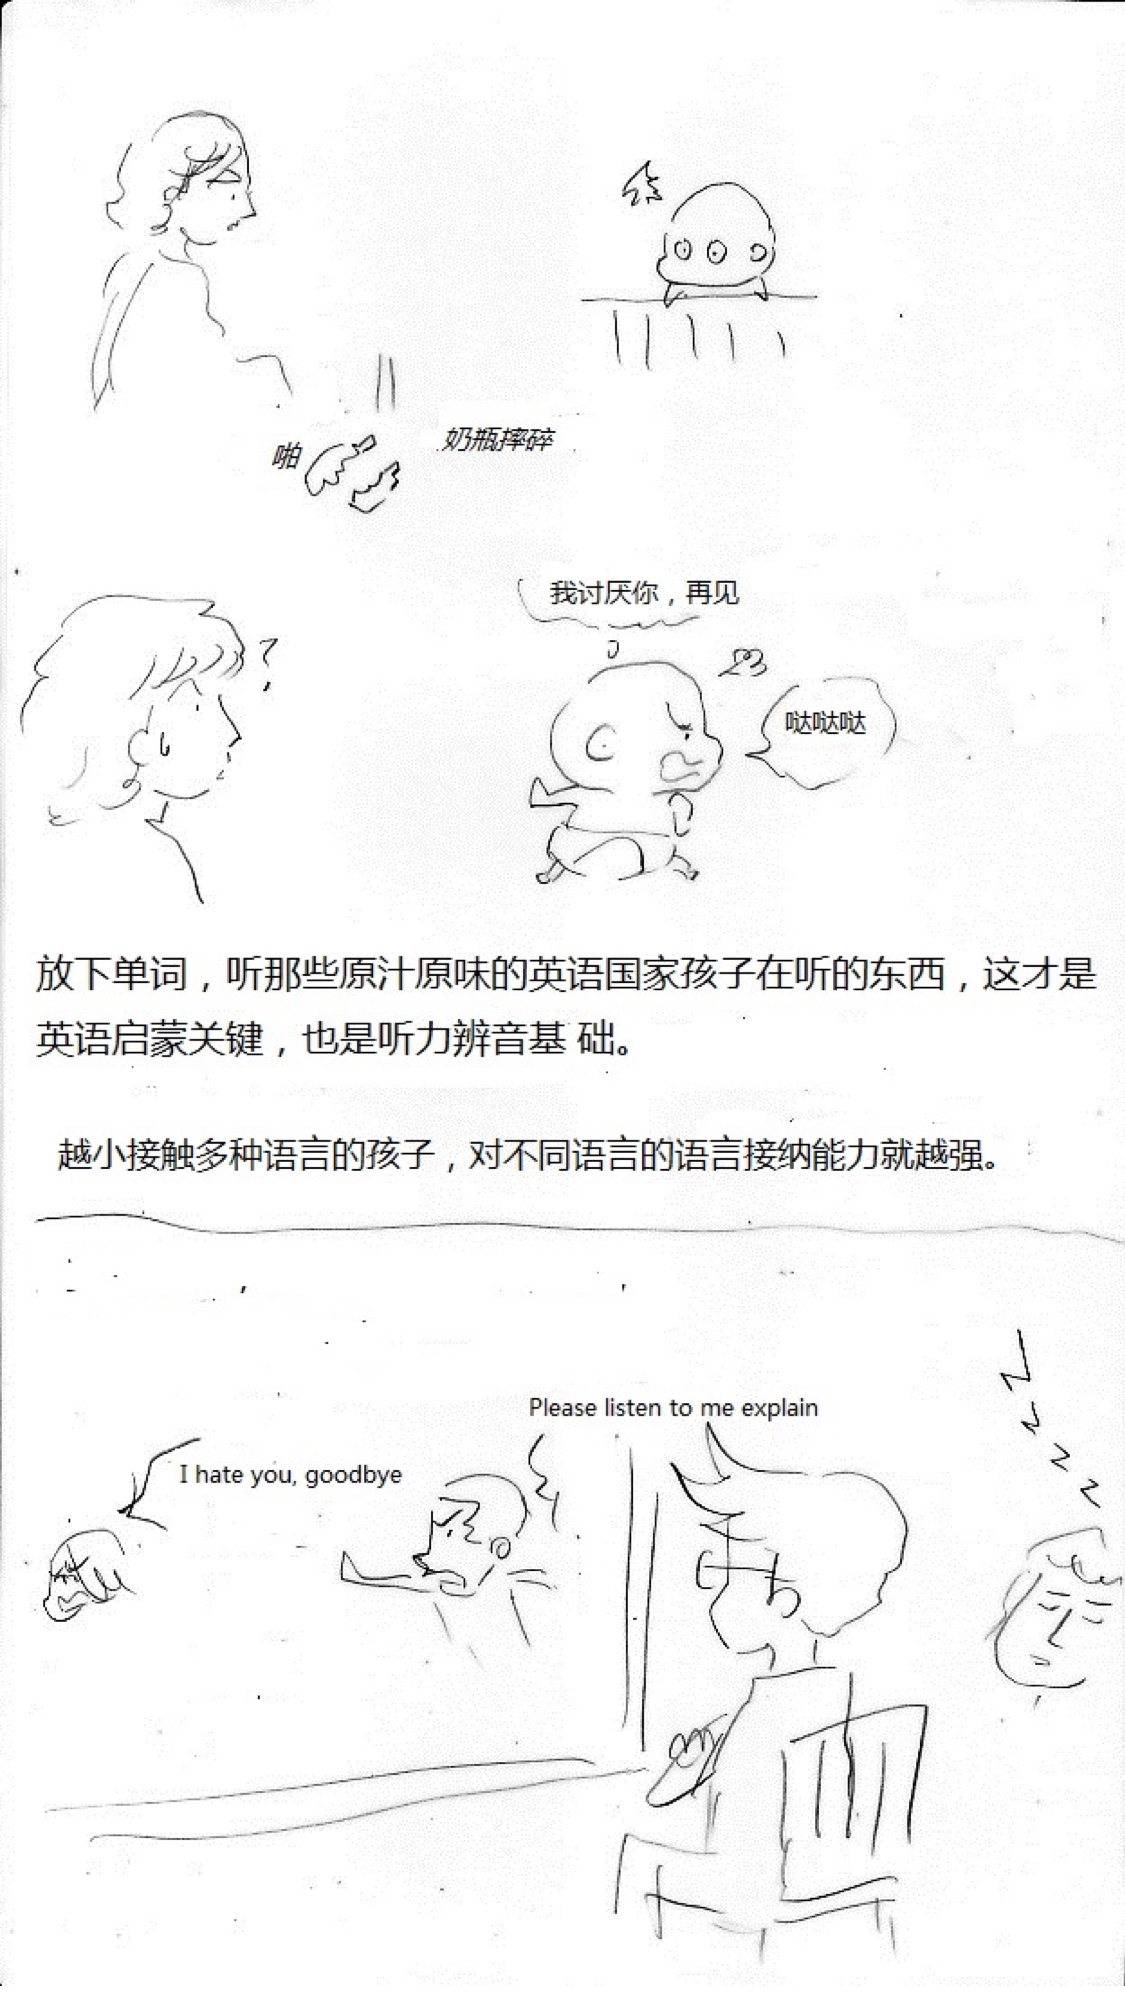 啪
奶瓶摔碎
我讨厌你，再见
哒哒哒
放下单词，听那些原汁原味的英语国家孩子在听的东西，这才是
英语启蒙关键，也是听力辨音基 础。
越小接触多种语言的孩子，对不同语言的语言接纳能力就越强。
Please listen to me explain
I hate you, goodbye
Z
z
z
z